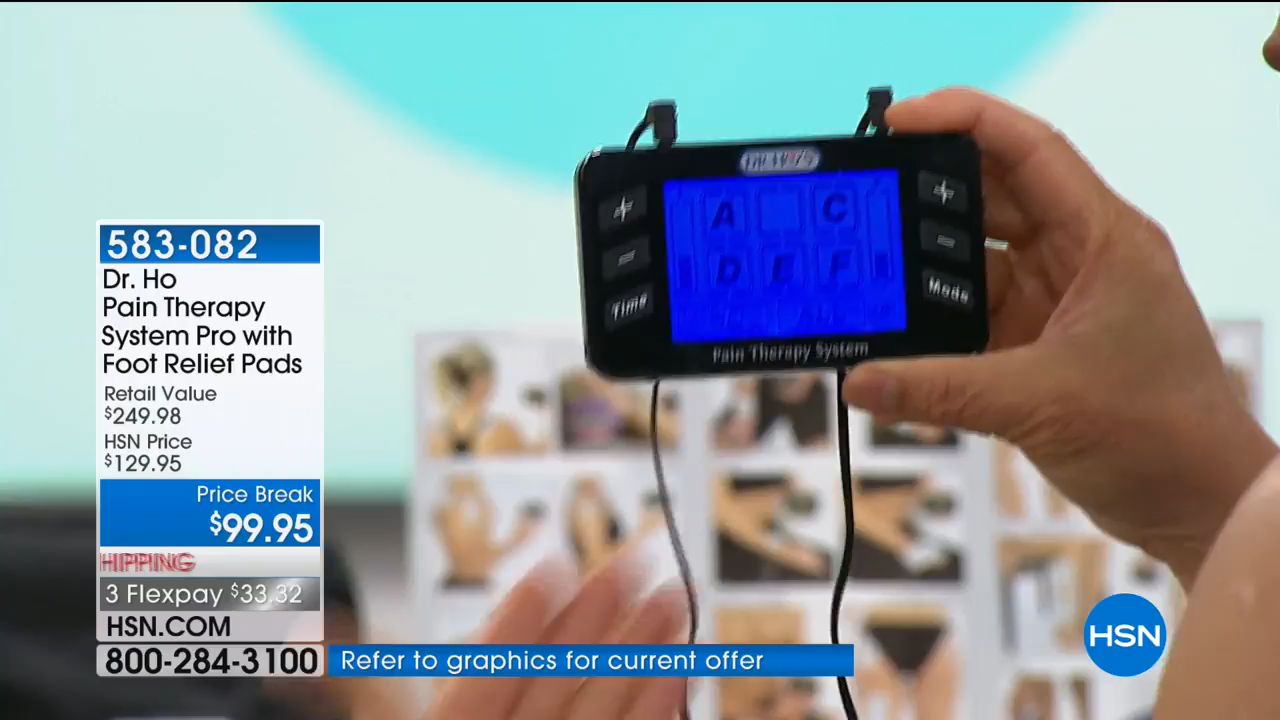 583-082
Dr. Ho
Pain Therapy
System Pro with
Foot Relief Pads
Retail Value
$249.98
HSN Price
$129.95
Price Break
$99.95
HIPPING
3 Flexpay $33.32
HSN.COM
800-284-3100
Refer to graphics for current offer
HSN
A C
D E F
+
=
Time
+
Mode
Pain Therapy System